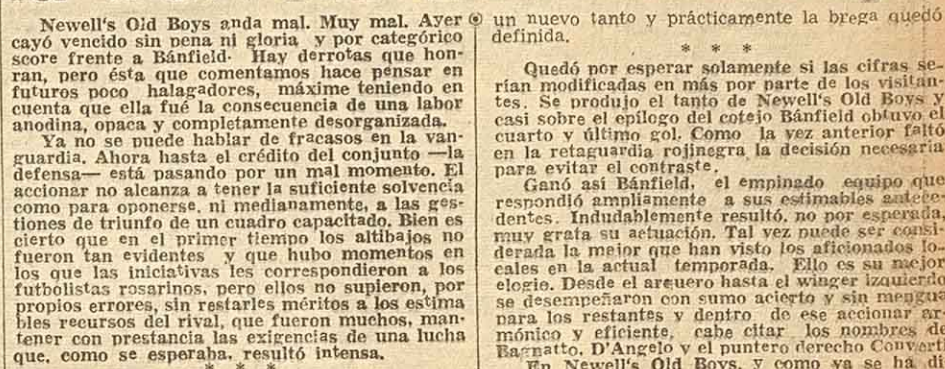 Newell's Old Boys anda mal. Muy mal. Ayer
cayó vencido sin pena ni gloria y por categórico
score frente a Bánfield. Hay derrotas que hon-
ran, pero ésta que comentamos hace pensar en
futuros poco halagadores, máxime teniendo en
cuenta que ella fué la consecuencia de una labor
anodina, opaca y completamente desorganizada.
Ya no se puede hablar de fracasos en la van-
guardia. Ahora hasta el crédito del conjunto —la
defensa— está pasando por un mal momento. El
accionar no alcanza a tener la suficiente solvencia
como para oponerse, ni medianamente, a las ges-
tiones de triunfo de un cuadro capacitado. Bien es
cierto que en el primer tiempo los altibajos no
fueron tan evidentes y que hubo momentos en
los que las iniciativas les correspondieron a los
futbolistas rosarinos, pero ellos no supieron, por
propios errores, sin restarles méritos a los estima
bles recursos del rival, que fueron muchos, man-
tener con prestancia las exigencias de una lucha
que, como se esperaba, resultó intensa.
* * *
un nuevo tanto y prácticamente la brega quedó
definida.
* * *
Quedó por esperar solamente si las cifras se-
rían modificadas en más por parte de los visitan-
tes. Se produjo el tanto de Newell's Old Boys y
casi sobre el epílogo del cotejo Bánfield obtuvo el
cuarto y último gol. Como la vez anterior faltó
en la retaguardia rojinegra la decisión necesaria
para evitar el contraste.
Ganó así Bánfield, el empinado equipo que
respondió ampliamente a sus estimables antece-
dentes. Indudablemente resultó, no por esperada,
muy grata su actuación. Tal vez puede ser consi-
derada la mejor que han visto los aficionados lo-
cales en la actual temporada. Ello es su mejor
elogio. Desde el arquero hasta el winger izquierdo
se desempeñaron con sumo acierto y sin mengua
para los restantes y dentro de ese accionar ar-
mónico y eficiente, cabe citar los nombres de
Bagnatto, D'Angelo y el puntero derecho Converti
En Newell's Old Boys, y como ya se ha di